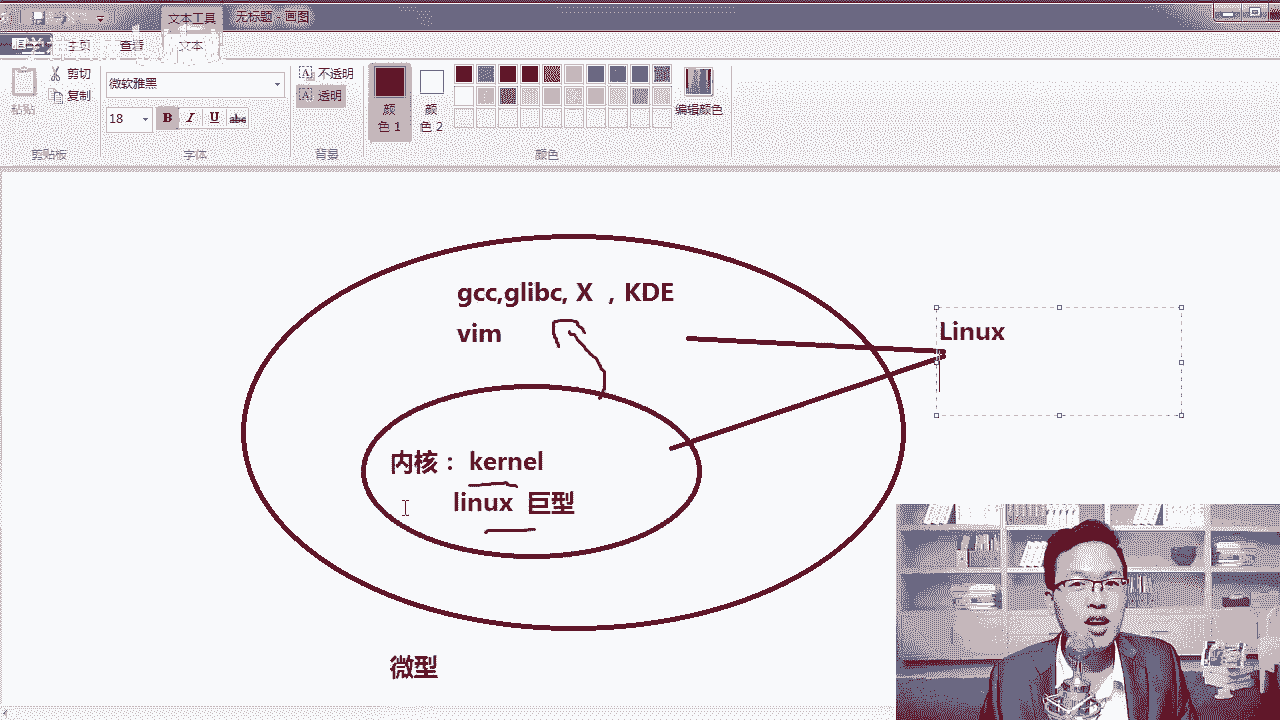 文本工具 无标题 - 画图
主页 查看 文本
粘贴
剪切
复制
剪贴板
微软雅黑
18 B I U abc
字体
A 不透明
A 透明
背景
颜
色 1
颜
色 2
编辑颜色
颜色
gcc,glibc, X ，KDE
vim
Linux
内核： kernel
linux 巨型
微型